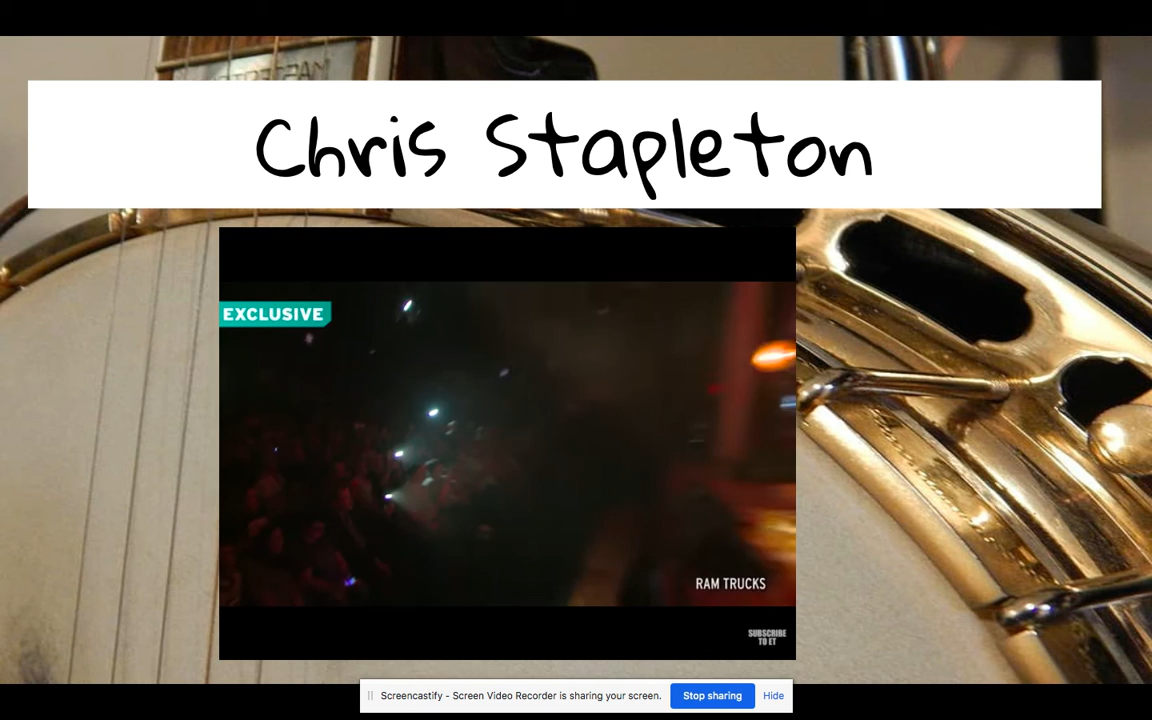 Chris Stapleton
EXCLUSIVE
RAM TRUCKS
SUBSCRIBE
TO ET
Screencastify - Screen Video Recorder is sharing your screen.
Stop sharing
Hide